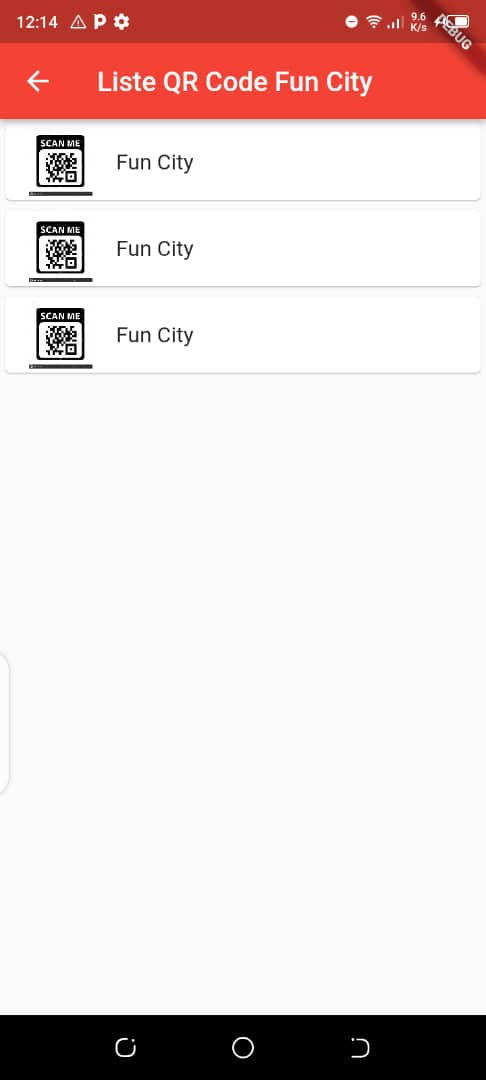 12:14
9.6
K/s
DEBUG
Liste QR Code Fun City
SCAN ME
Fun City
SCAN ME
Fun City
SCAN ME
Fun City